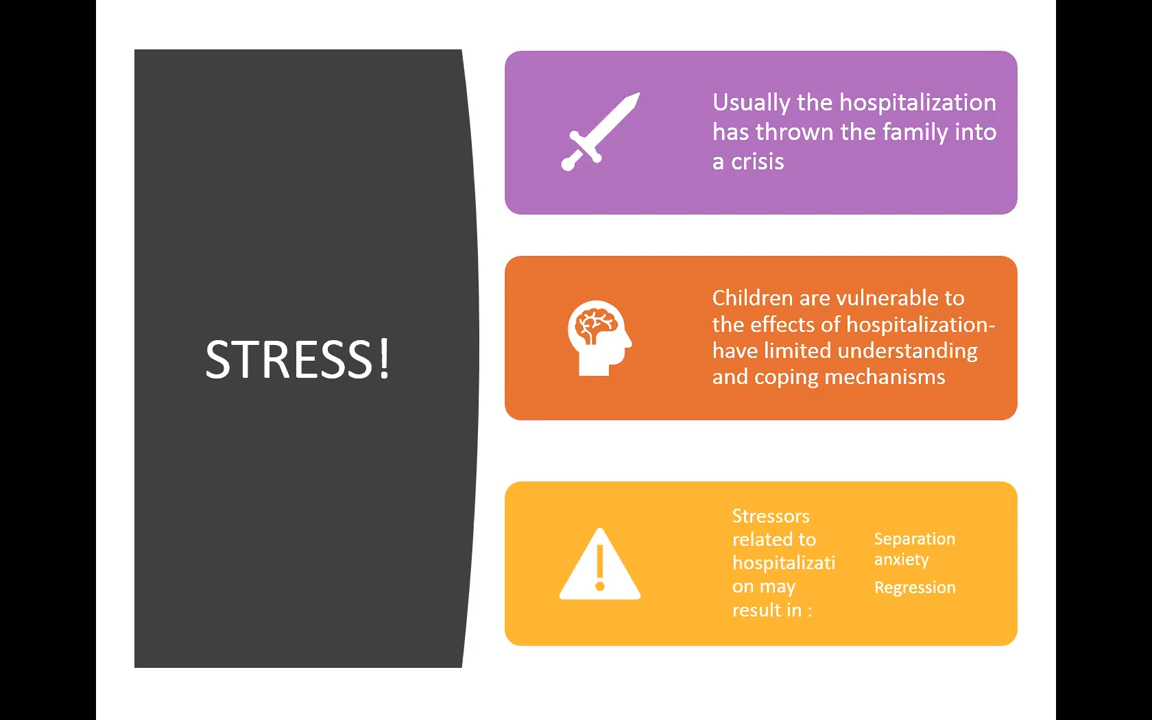 STRESS!
Usually the hospitalization
has thrown the family into
a crisis
Children are vulnerable to
the effects of hospitalization-
have limited understanding
and coping mechanisms
Stressors
related to
hospitalizati
on may
result in :
Separation
anxiety
Regression